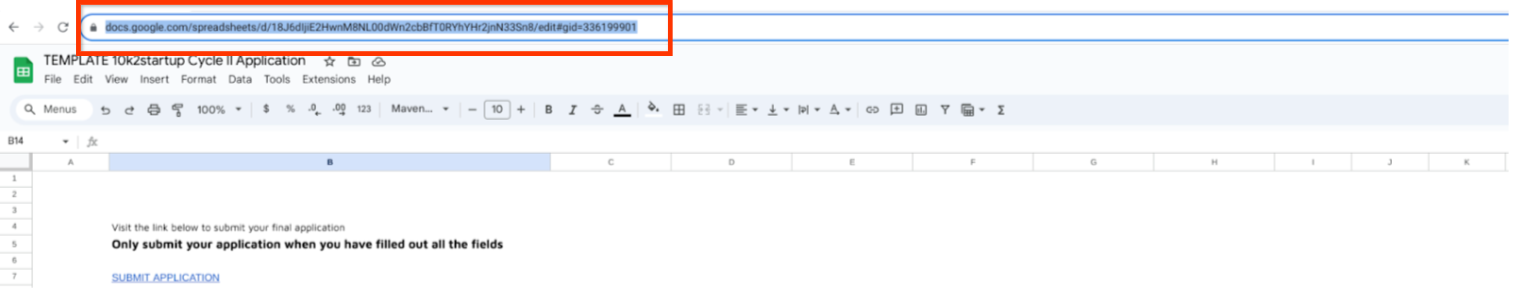 docs.google.com/spreadsheets/d/18J6dIjiE2HwnM8NL00dWn2cbBfT0RYhYHr2jnN33Sn8/edit#gid=336199901
TEMPLATE 10k2startup Cycle II Application
File Edit View Insert Format Data Tools Extensions Help
Menus 100% $ % .0 .00 123 Maven... 10 B I A
B14 fx
A B C D E F G H I J K
1
2
3
4 Visit the link below to submit your final application
5 Only submit your application when you have filled out all the fields
6
7 SUBMIT APPLICATION